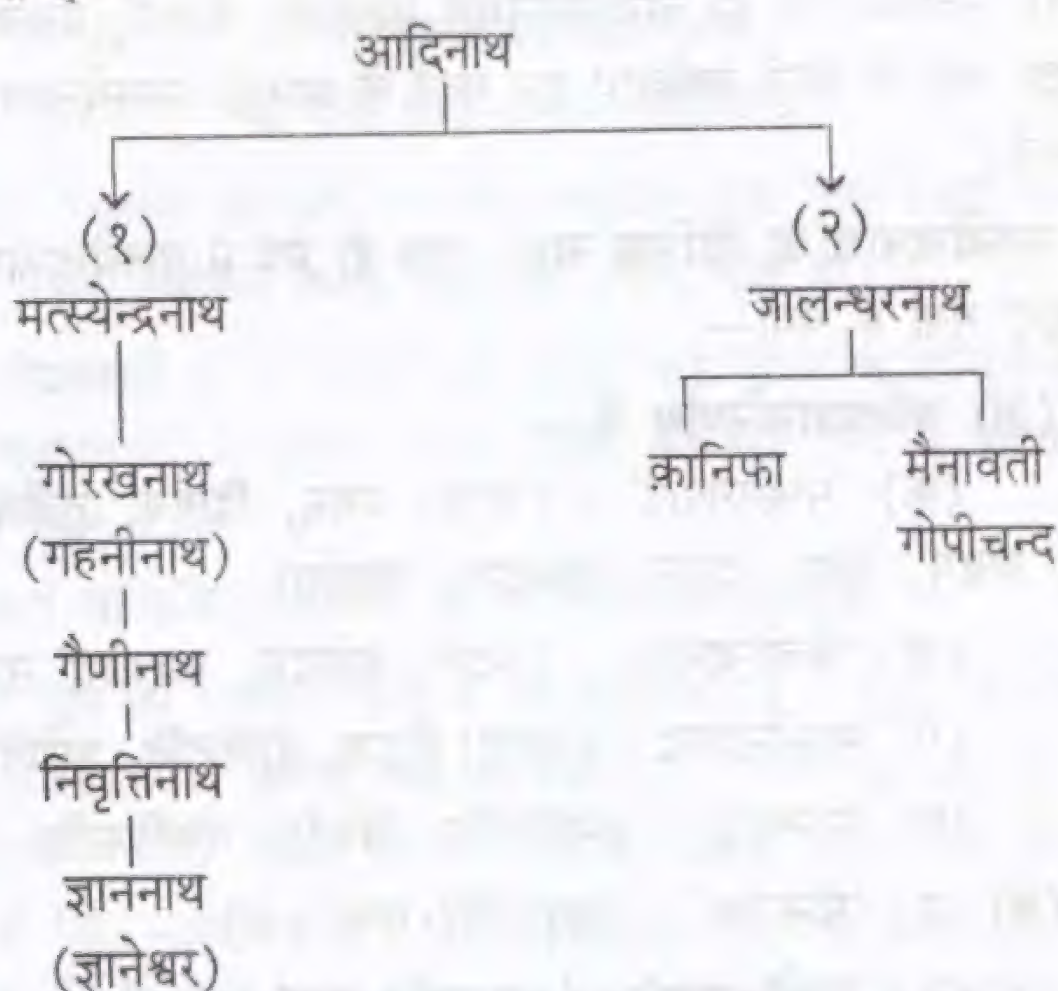 आदिनाथ
(१)
मत्स्येन्द्रनाथ
गोरखनाथ
(गहनीनाथ)
गैणीनाथ
निवृत्तिनाथ
ज्ञाननाथ
(ज्ञानेश्वर)
(२)
जालन्धरनाथ
क़ानिफा
मैनावती
गोपीचन्द